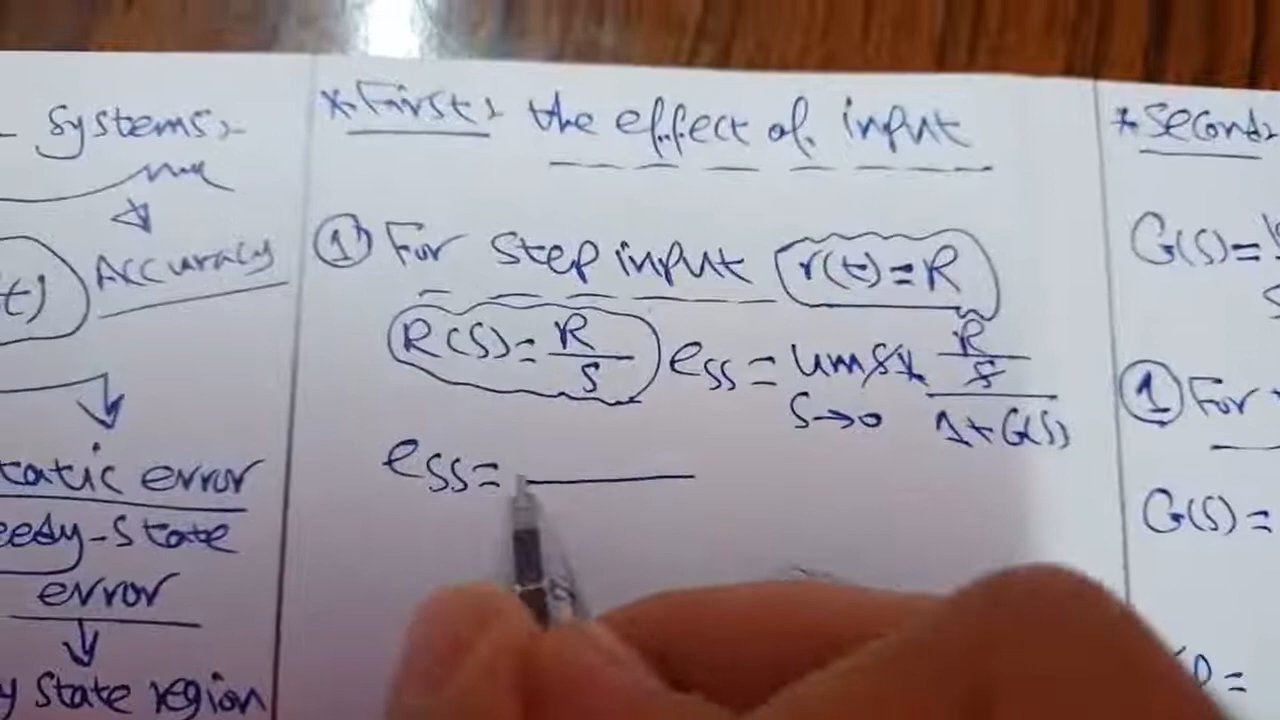 systems:-
Accuracy
t)
tatic error
eedy-state
error
y state region
* First: the effect of input
① For step input r(t)=R
R(s)=R/s ess = lim s* (R/s)/(1+G(s))
s→0
ess=
* Second:
G(s)=
① For
G(s)=